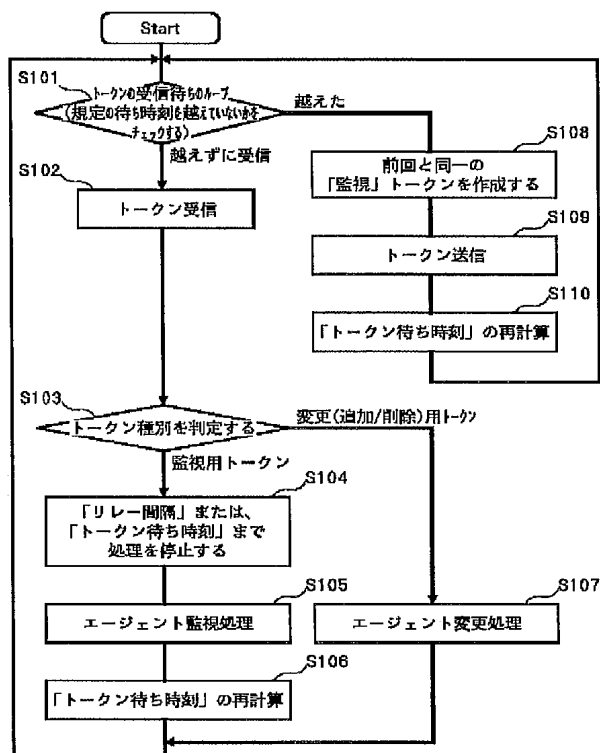 Start
S101
トークンの受信待ちのループ
(規定の待ち時刻を越えていないかを
チェックする)
越えた
越えずに受信
S102
トークン受信
S108
前回と同一の
「監視」トークンを作成する
S109
トークン送信
S110
「トークン待ち時刻」の再計算
S103
トークン種別を判定する
変更(追加/削除)用トークン
監視用トークン
S104
「リレー間隔」または、
「トークン待ち時刻」まで
処理を停止する
S105
エージェント監視処理
S107
エージェント変更処理
S106
「トークン待ち時刻」の再計算